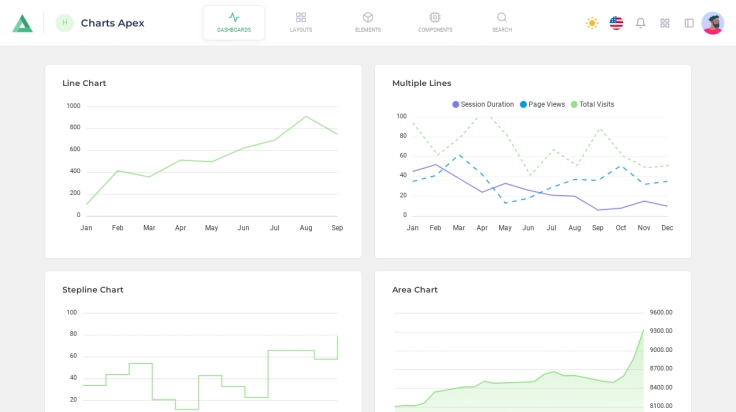 H Charts Apex
DASHBOARDS LAYOUTS ELEMENTS COMPONENTS SEARCH
Line Chart
1000
800
600
400
200
0
Jan Feb Mar Apr May Jun Jul Aug Sep
Multiple Lines
Session Duration Page Views Total Visits
100
80
60
40
20
0
Jan Feb Mar Apr May Jun Jul Aug Sep Oct Nov Dec
Stepline Chart
100
80
60
40
20
Area Chart
9600.00
9300.00
9000.00
8700.00
8400.00
8100.00